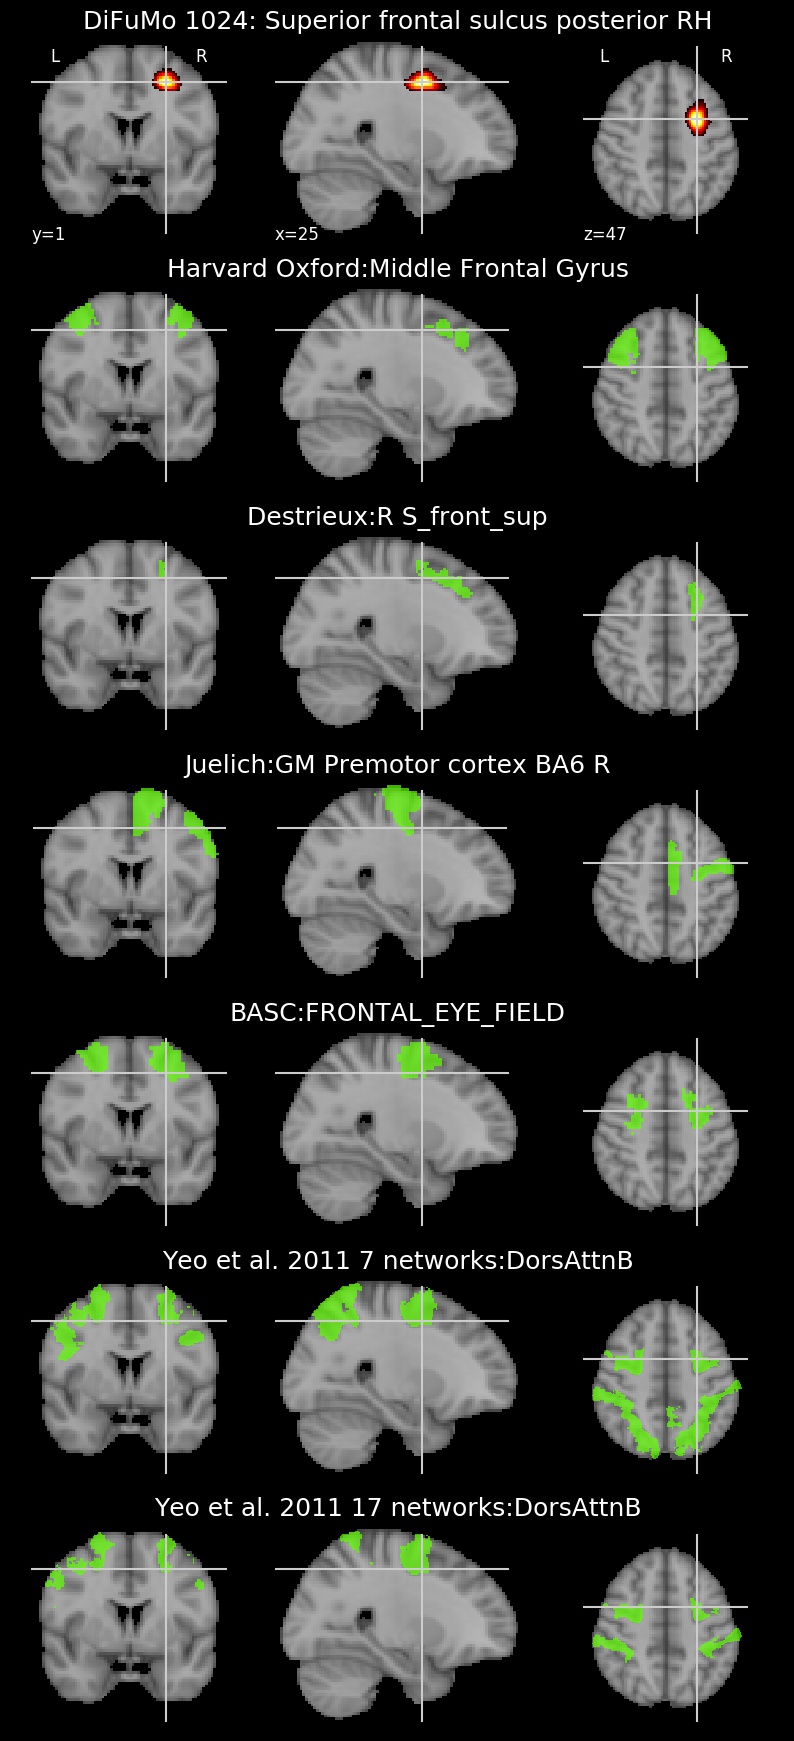 DiFuMo 1024: Superior frontal sulcus posterior RH
L R L R
y=1 x=25 z=47
Harvard Oxford:Middle Frontal Gyrus
Destrieux:R S_front_sup
Juelich:GM Premotor cortex BA6 R
BASC:FRONTAL_EYE_FIELD
Yeo et al. 2011 7 networks:DorsAttnB
Yeo et al. 2011 17 networks:DorsAttnB